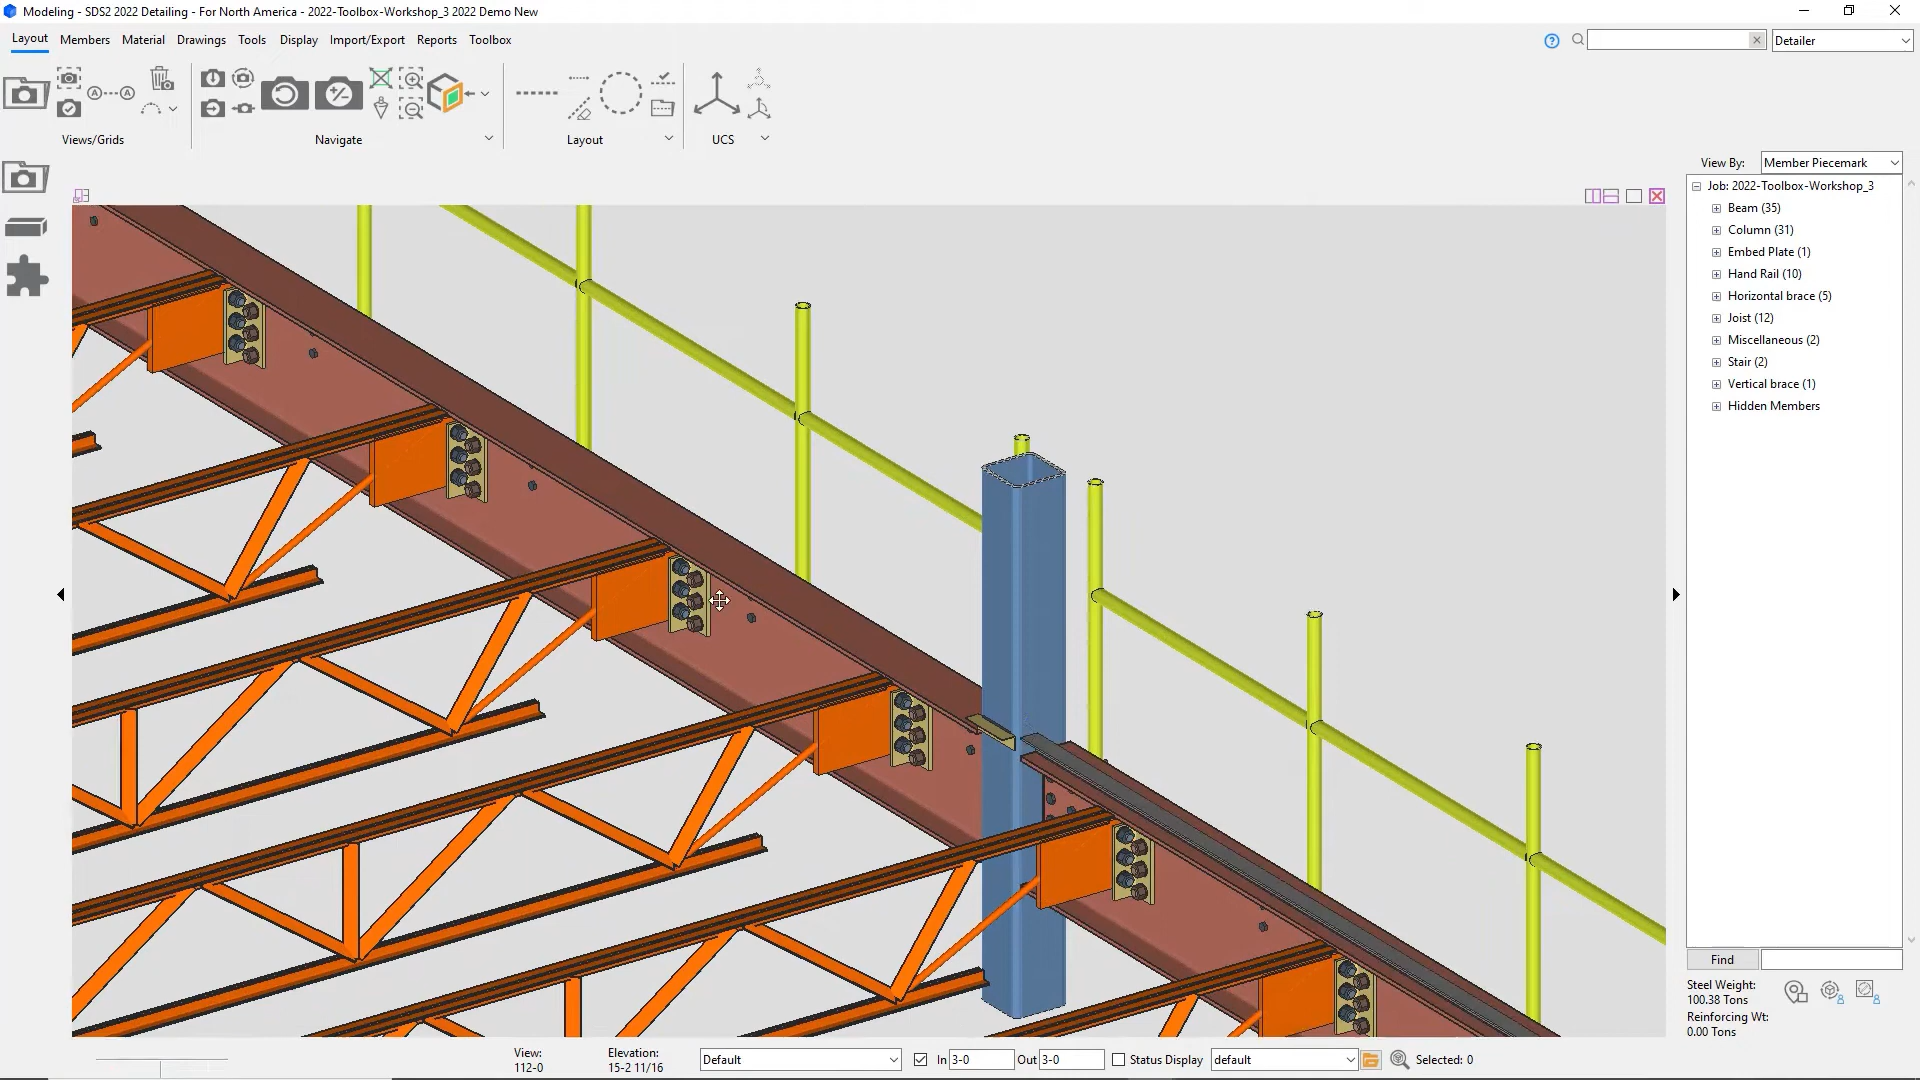 Modeling - SDS2 2022 Detailing - For North America - 2022-Toolbox-Workshop_3 2022 Demo New
Layout Members Material Drawings Tools Display Import/Export Reports Toolbox
Detailer
Views/Grids Navigate Layout UCS
View By: Member Piecemark
Job: 2022-Toolbox-Workshop_3
Beam (35)
Column (31)
Embed Plate (1)
Hand Rail (10)
Horizontal brace (5)
Joist (12)
Miscellaneous (2)
Stair (2)
Vertical brace (1)
Hidden Members
Find
Steel Weight:
100.38 Tons
Reinforcing Wt:
0.00 Tons
View:
112-0
Elevation:
15-2 11/16
Default In 3-0 Out 3-0 Status Display default Selected: 0